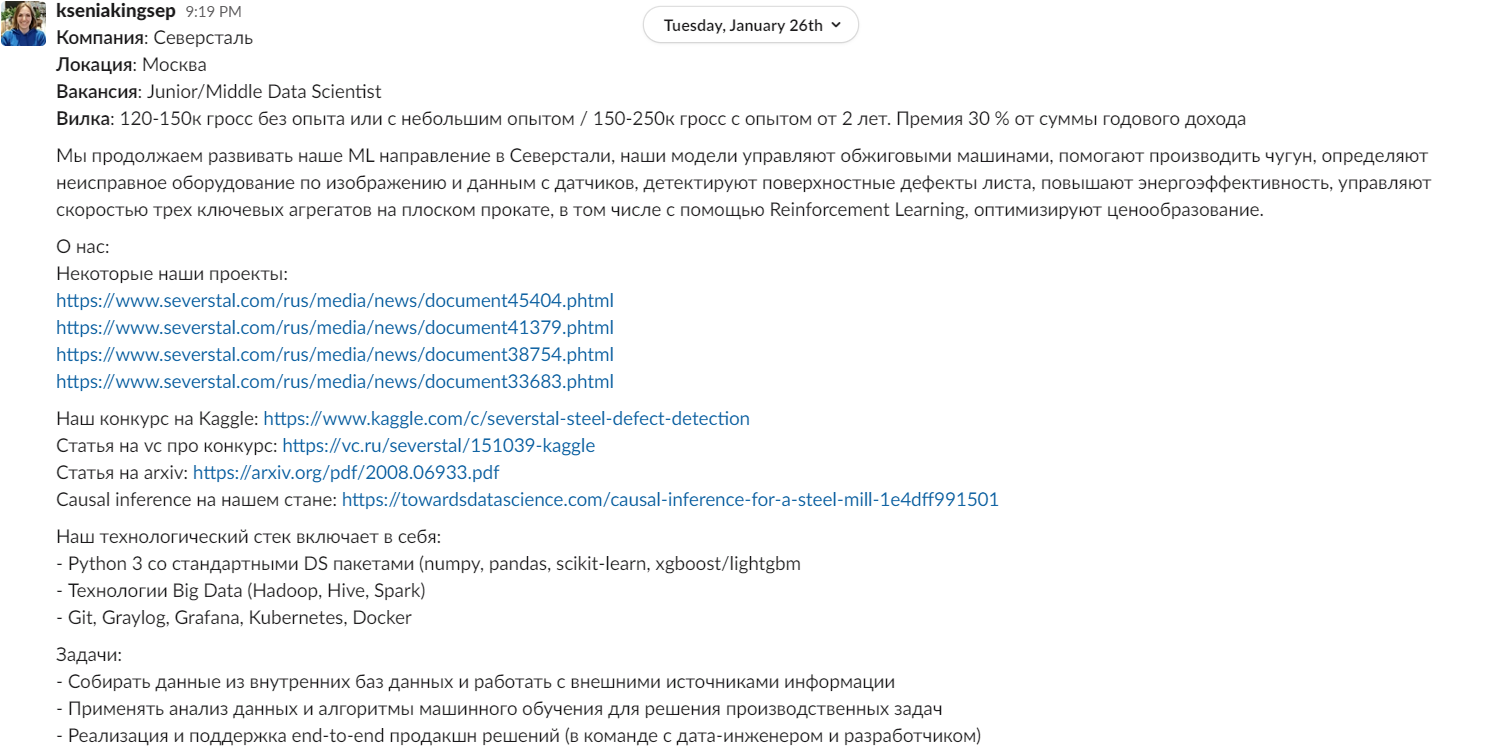 kseniakingsep 9:19 PM
Tuesday, January 26th
Компания: Северсталь
Локация: Москва
Вакансия: Junior/Middle Data Scientist
Вилка: 120-150к гросс без опыта или с небольшим опытом / 150-250к гросс с опытом от 2 лет. Премия 30 % от суммы годового дохода
Мы продолжаем развивать наше ML направление в Северстали, наши модели управляют обжиговыми машинами, помогают производить чугун, определяют
неисправное оборудование по изображению и данным с датчиков, детектируют поверхностные дефекты листа, повышают энергоэффективность, управляют
скоростью трех ключевых агрегатов на плоском прокате, в том числе с помощью Reinforcement Learning, оптимизируют ценообразование.
О нас:
Некоторые наши проекты:
https://www.severstal.com/rus/media/news/document45404.phtml
https://www.severstal.com/rus/media/news/document41379.phtml
https://www.severstal.com/rus/media/news/document38754.phtml
https://www.severstal.com/rus/media/news/document33683.phtml
Наш конкурс на Kaggle: https://www.kaggle.com/c/severstal-steel-defect-detection
Статья на vc про конкурс: https://vc.ru/severstal/151039-kaggle
Статья на arxiv: https://arxiv.org/pdf/2008.06933.pdf
Causal inference на нашем стане: https://towardsdatascience.com/causal-inference-for-a-steel-mill-1e4dff991501
Наш технологический стек включает в себя:
- Python 3 со стандартными DS пакетами (numpy, pandas, scikit-learn, xgboost/lightgbm
- Технологии Big Data (Hadoop, Hive, Spark)
- Git, Graylog, Grafana, Kubernetes, Docker
Задачи:
- Собирать данные из внутренних баз данных и работать с внешними источниками информации
- Применять анализ данных и алгоритмы машинного обучения для решения производственных задач
- Реализация и поддержка end-to-end продакшн решений (в команде с дата-инженером и разработчиком)